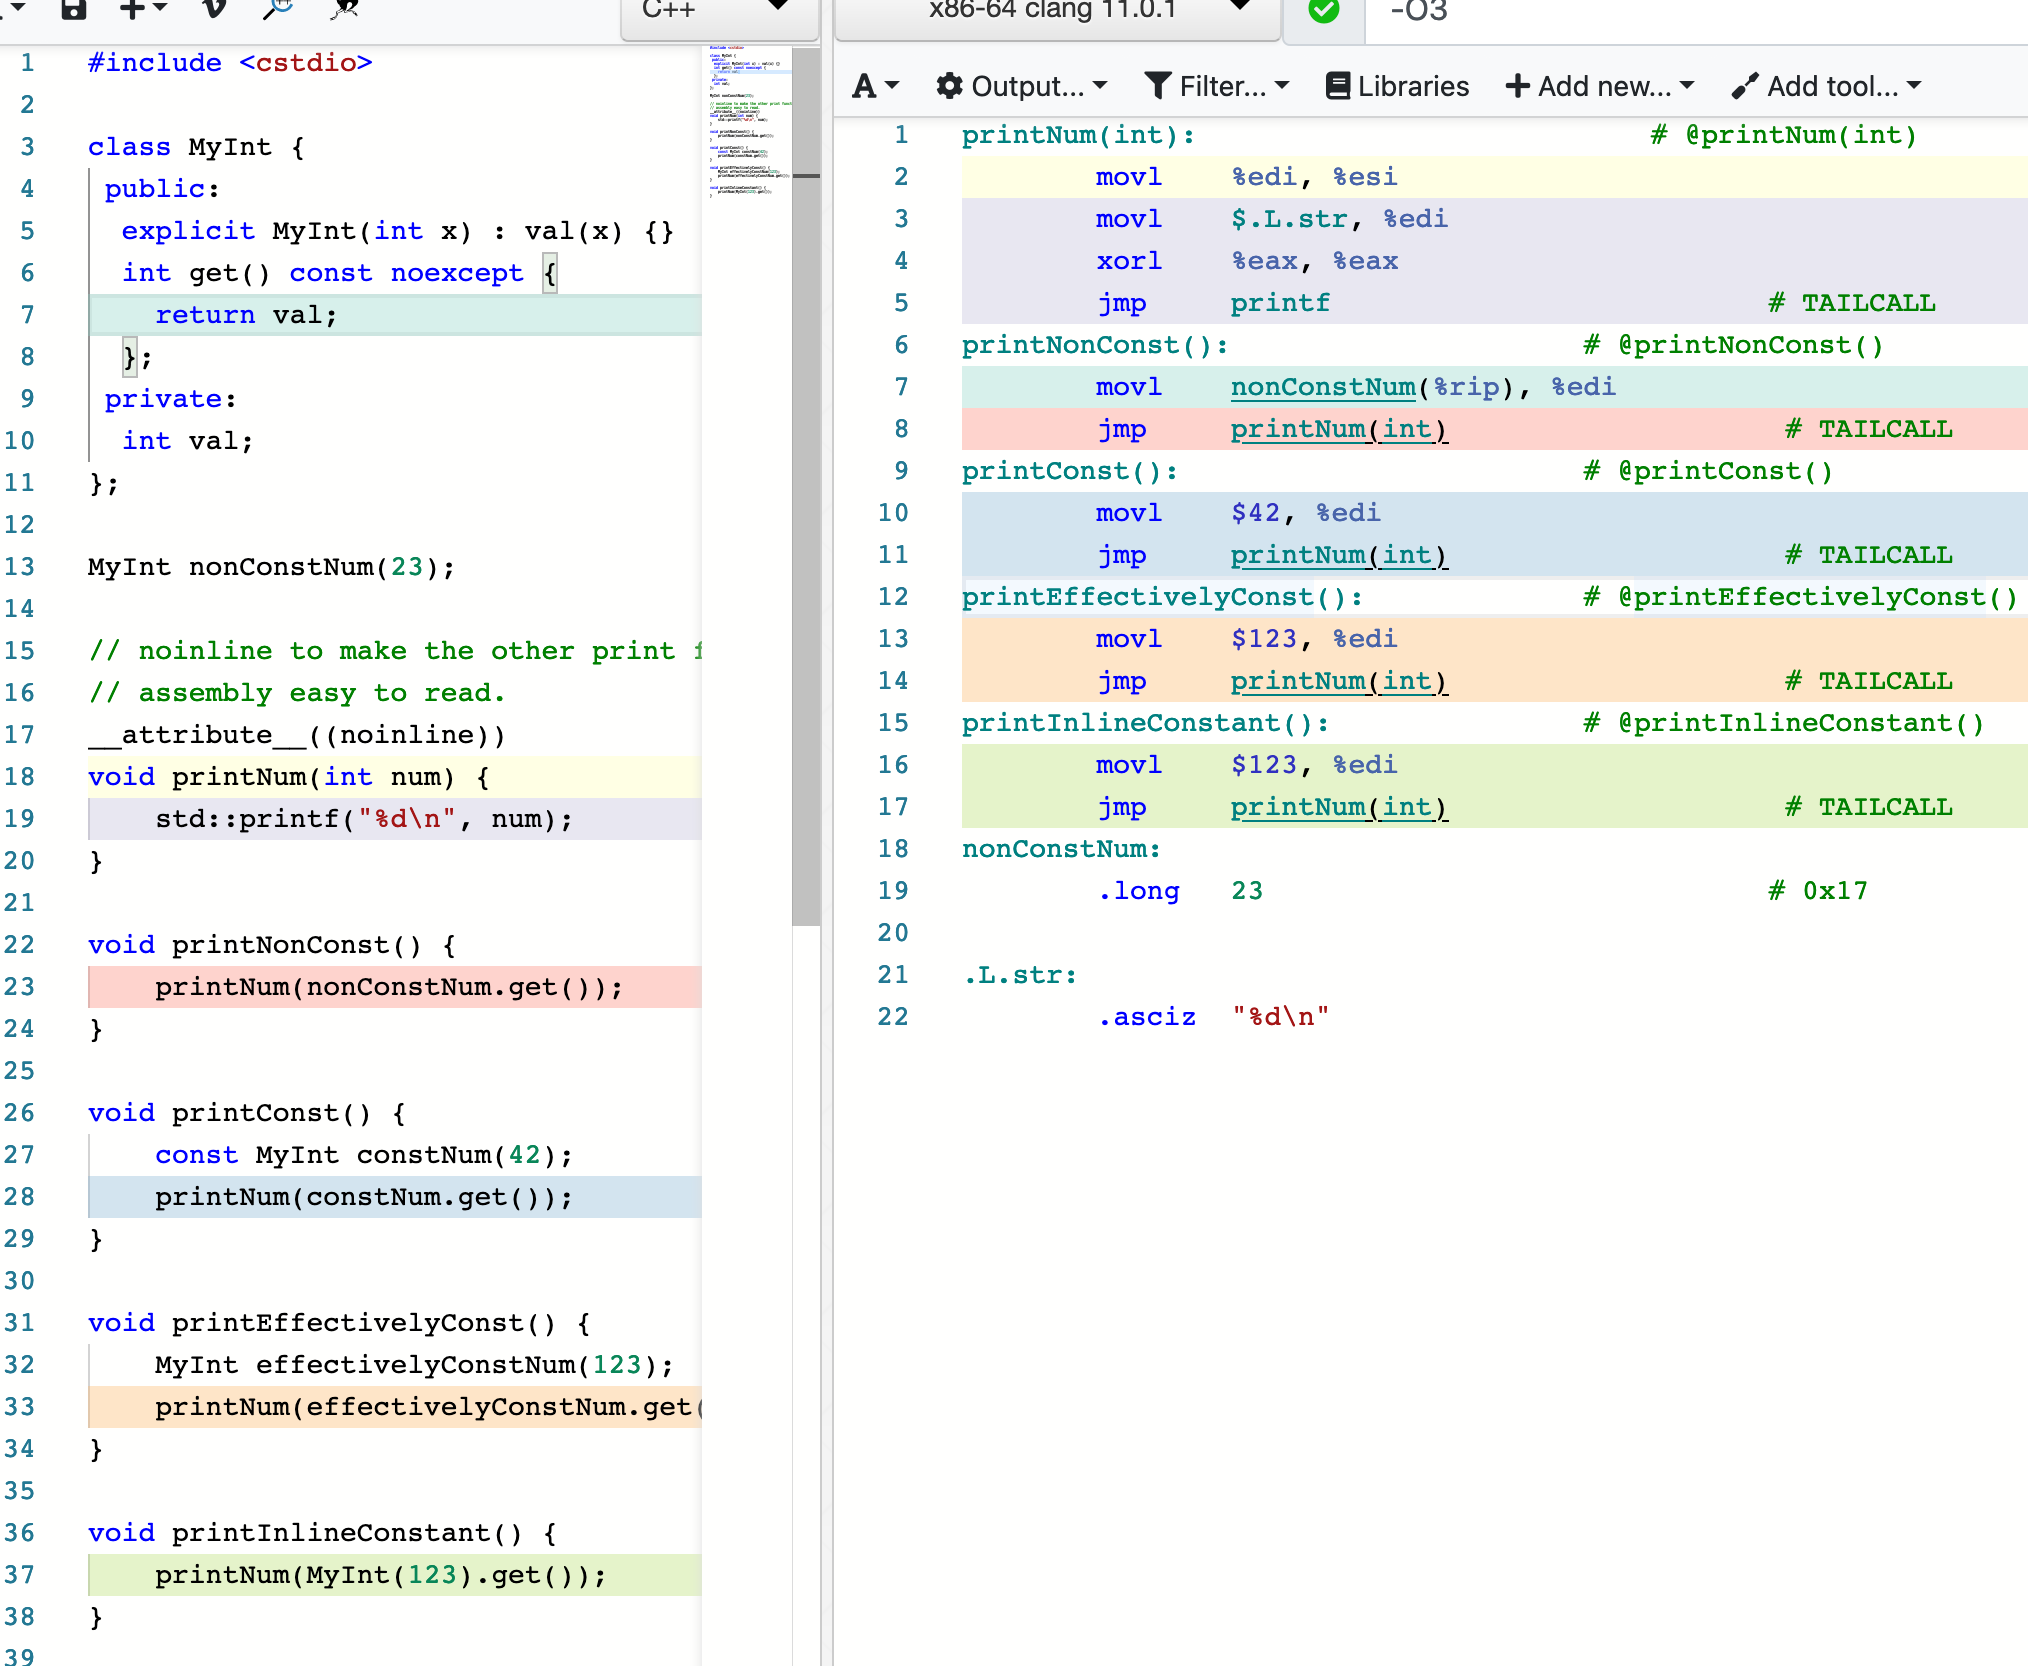 C++
1 #include <cstdio>
2
3 class MyInt {
4  public:
5   explicit MyInt(int x) : val(x) {}
6   int get() const noexcept {
7     return val;
8   };
9  private:
10   int val;
11 };
12
13 MyInt nonConstNum(23);
14
15 // noinline to make the other print
16 // assembly easy to read.
17 __attribute__((noinline))
18 void printNum(int num) {
19     std::printf("%d\n", num);
20 }
21
22 void printNonConst() {
23     printNum(nonConstNum.get());
24 }
25
26 void printConst() {
27     const MyInt constNum(42);
28     printNum(constNum.get());
29 }
30
31 void printEffectivelyConst() {
32     MyInt effectivelyConstNum(123);
33     printNum(effectivelyConstNum.get(
34 }
35
36 void printInlineConstant() {
37     printNum(MyInt(123).get());
38 }
39
x86-64 clang 11.0.1 -O3
A Output... Filter... Libraries + Add new... Add tool...
1 printNum(int): # @printNum(int)
2         movl    %edi, %esi
3         movl    $.L.str, %edi
4         xorl    %eax, %eax
5         jmp     printf # TAILCALL
6 printNonConst(): # @printNonConst()
7         movl    nonConstNum(%rip), %edi
8         jmp     printNum(int) # TAILCALL
9 printConst(): # @printConst()
10         movl    $42, %edi
11         jmp     printNum(int) # TAILCALL
12 printEffectivelyConst(): # @printEffectivelyConst()
13         movl    $123, %edi
14         jmp     printNum(int) # TAILCALL
15 printInlineConstant(): # @printInlineConstant()
16         movl    $123, %edi
17         jmp     printNum(int) # TAILCALL
18 nonConstNum:
19         .long   23 # 0x17
20
21 .L.str:
22         .asciz  "%d\n"